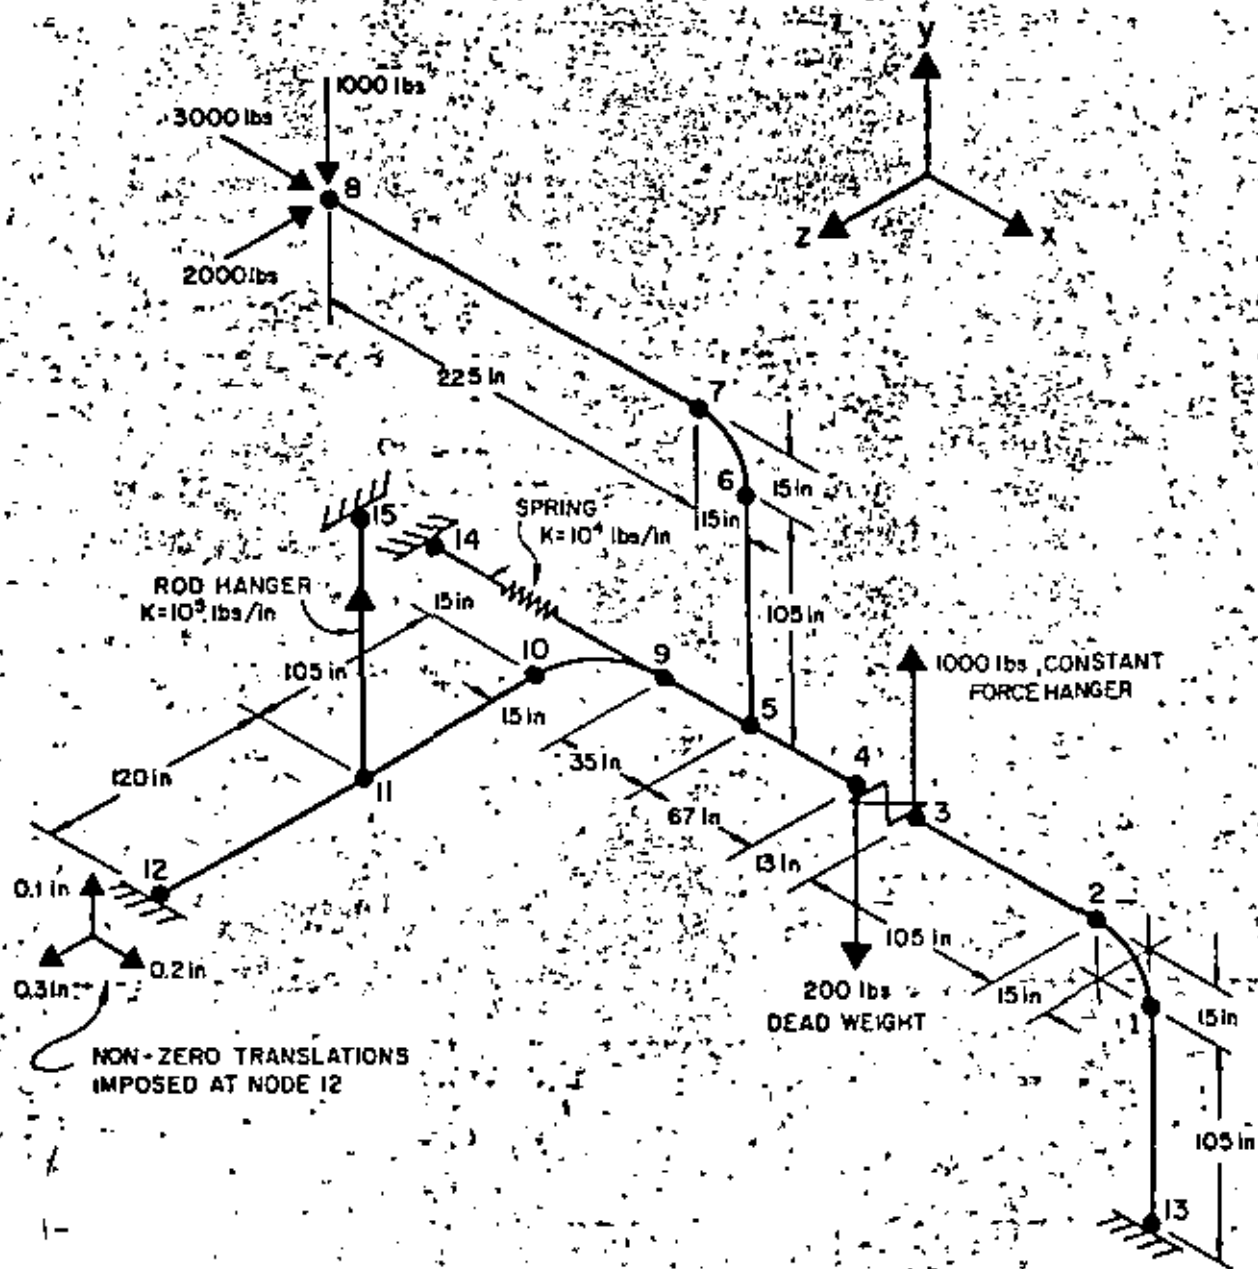 1000 lbs
3000 lbs
8
2000 lbs
y
z
x
225 in
7
15 in
6
15 in
15
14
SPRING
K=10⁴ lbs/in
ROD HANGER
K=10⁵ lbs/in
15 in
105 in
105 in
10
9
1000 lbs, CONSTANT
FORCE HANGER
15 in
5
35 in
4
120 in
11
67 in
3
13 in
12
0.1 in
2
105 in
0.3 in
0.2 in
200 lbs
DEAD WEIGHT
15 in
1
15 in
NON-ZERO TRANSLATIONS
IMPOSED AT NODE 12
105 in
13